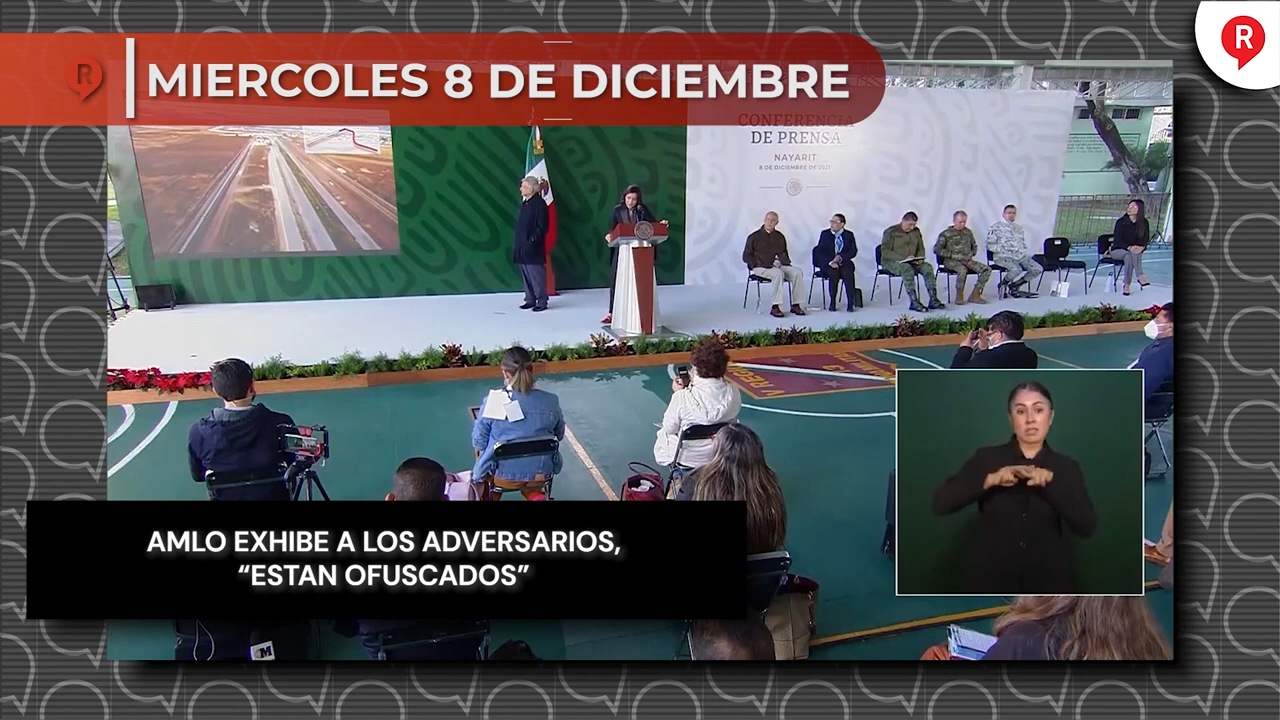 R
MIERCOLES 8 DE DICIEMBRE
R
CONFERENCIA
DE PRENSA
NAYARIT
8 DE DICIEMBRE DE 2021
AMLO EXHIBE A LOS ADVERSARIOS,
“ESTAN OFUSCADOS”
M